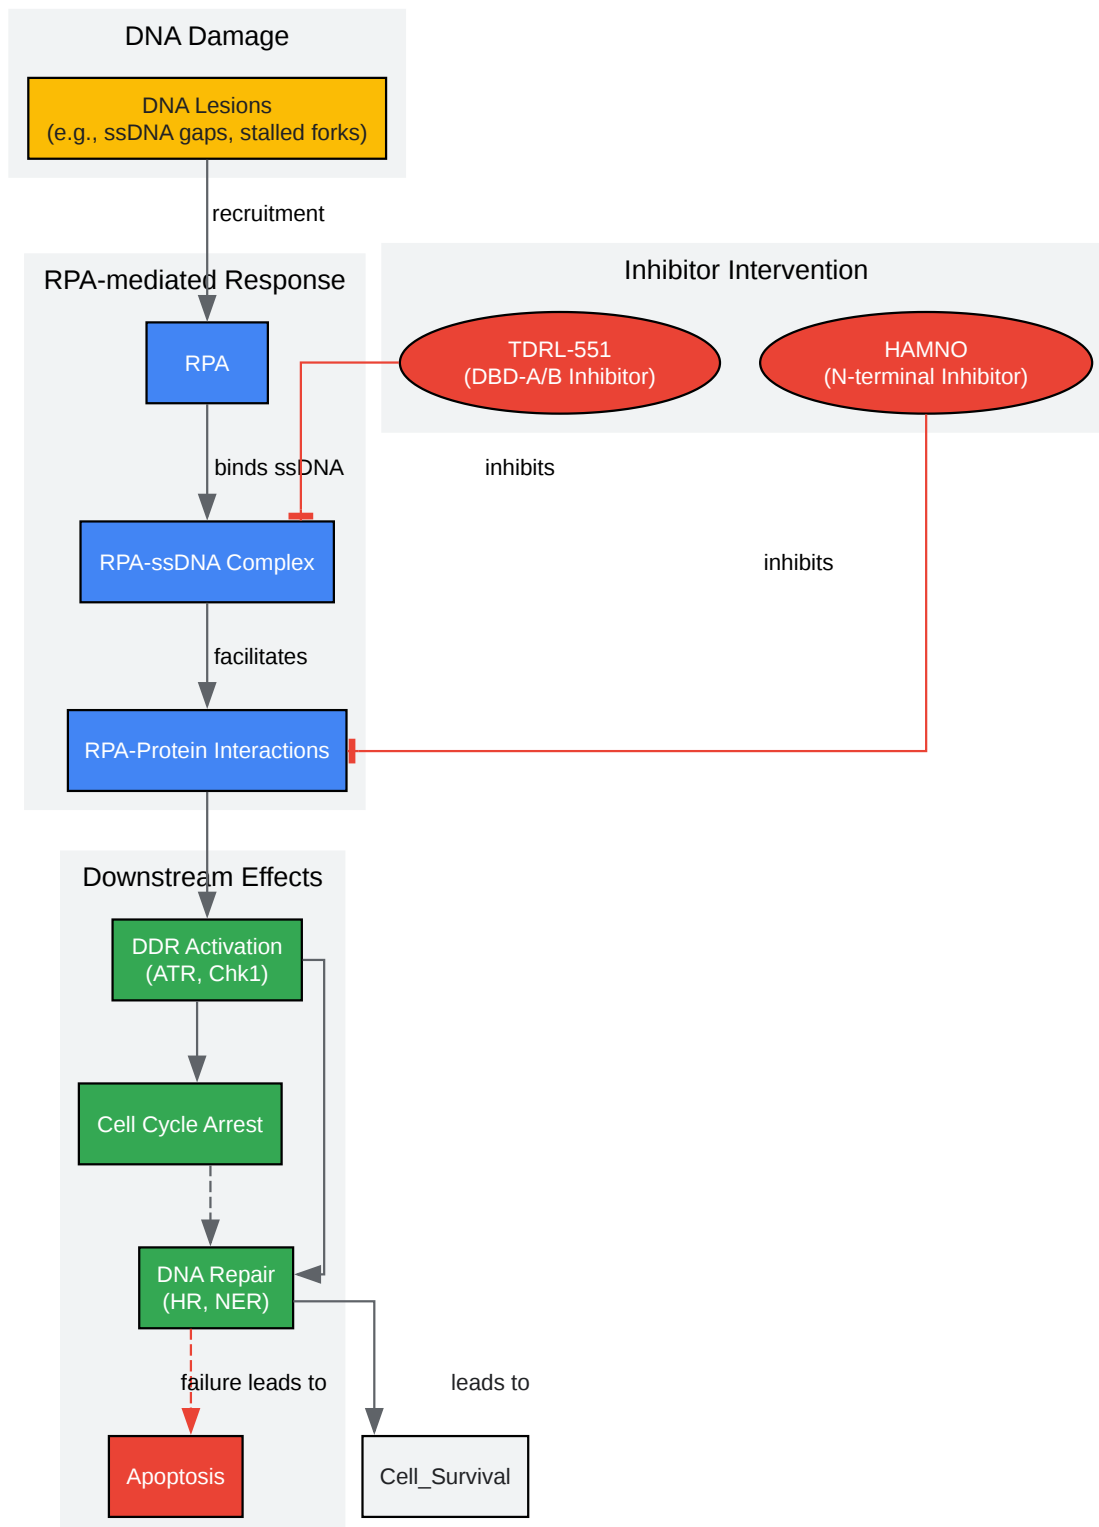 DNA Damage
DNA Lesions
(e.g., ssDNA gaps, stalled forks)
recruitment
RPA-mediated Response
Inhibitor Intervention
RPA
TDRL-551
(DBD-A/B Inhibitor)
HAMNO
(N-terminal Inhibitor)
binds ssDNA
inhibits
RPA-ssDNA Complex
inhibits
facilitates
RPA-Protein Interactions
Downstream Effects
DDR Activation
(ATR, Chk1)
Cell Cycle Arrest
DNA Repair
(HR, NER)
failure leads to
leads to
Apoptosis
Cell_Survival